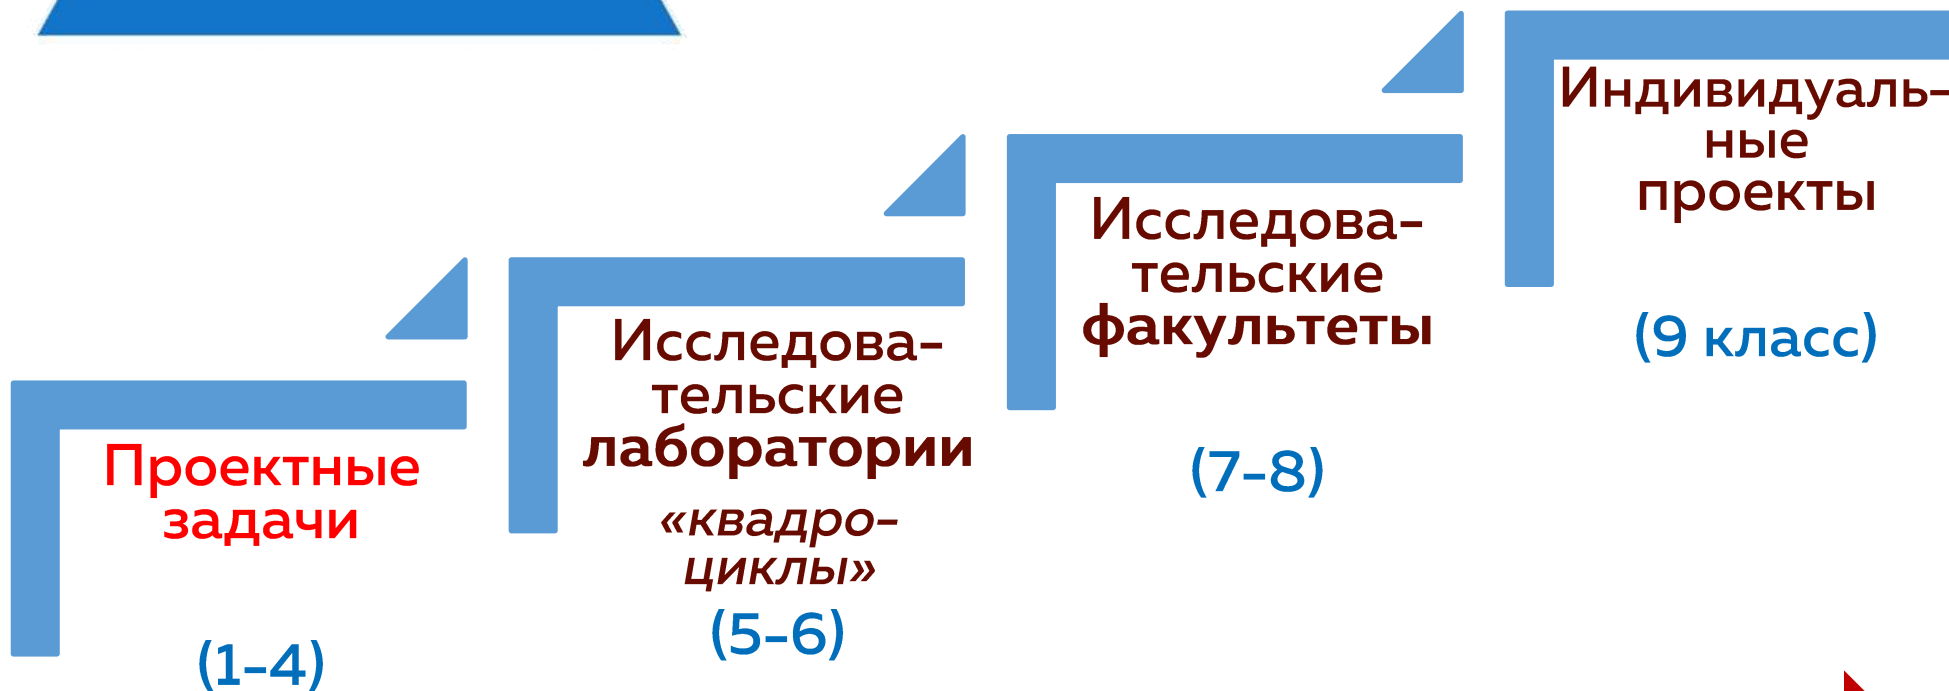 Проектные
задачи
(1-4)
Исследова-
тельские
лаборатории
«квадро-
циклы»
(5-6)
Исследова-
тельские
факультеты
(7-8)
Индивидуаль-
ные
проекты
(9 класс)